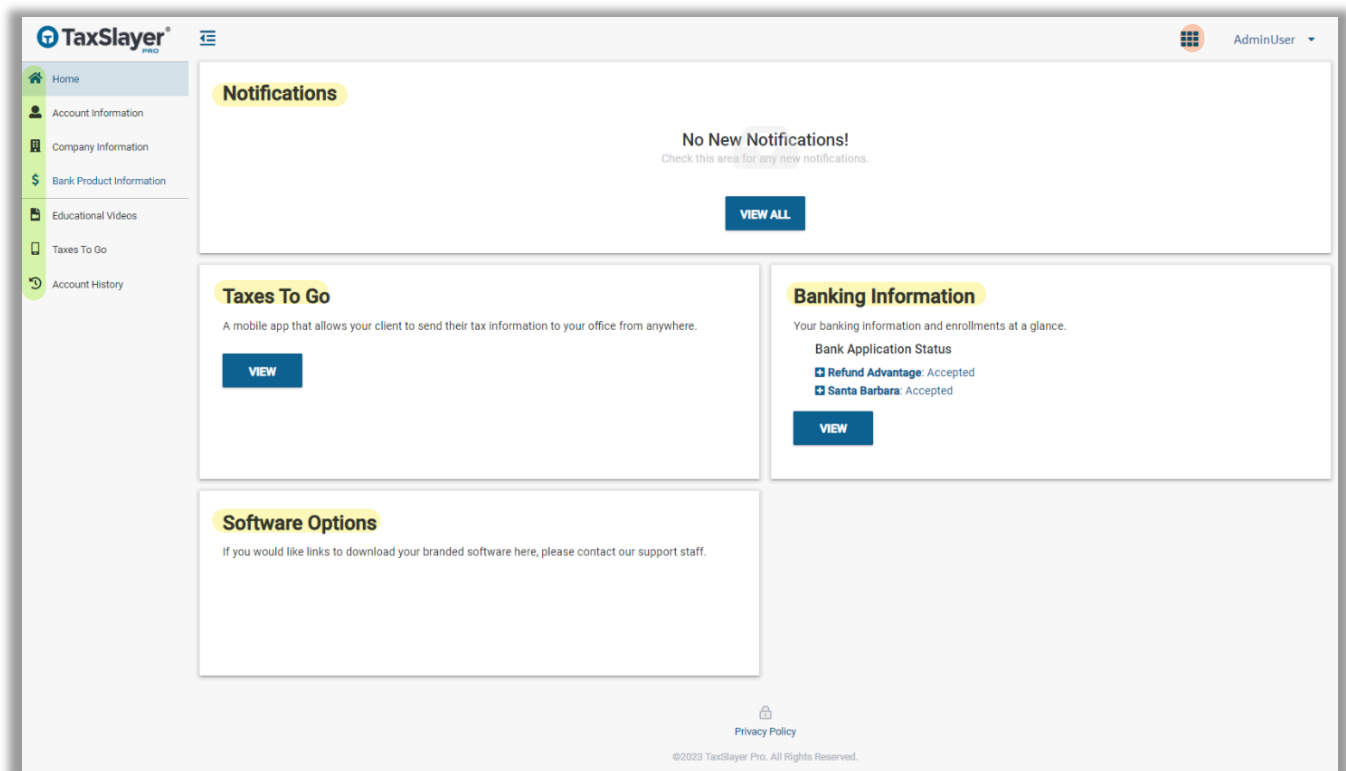 TaxSlayer®
PRO
AdminUser
Home
Account Information
Company Information
Bank Product Information
Educational Videos
Taxes To Go
Account History
Notifications
No New Notifications!
Check this area for any new notifications.
VIEW ALL
Taxes To Go
A mobile app that allows your client to send their tax information to your office from anywhere.
VIEW
Banking Information
Your banking information and enrollments at a glance.
Bank Application Status
Refund Advantage: Accepted
Santa Barbara: Accepted
VIEW
Software Options
If you would like links to download your branded software here, please contact our support staff.
Privacy Policy
©2023 TaxSlayer Pro. All Rights Reserved.